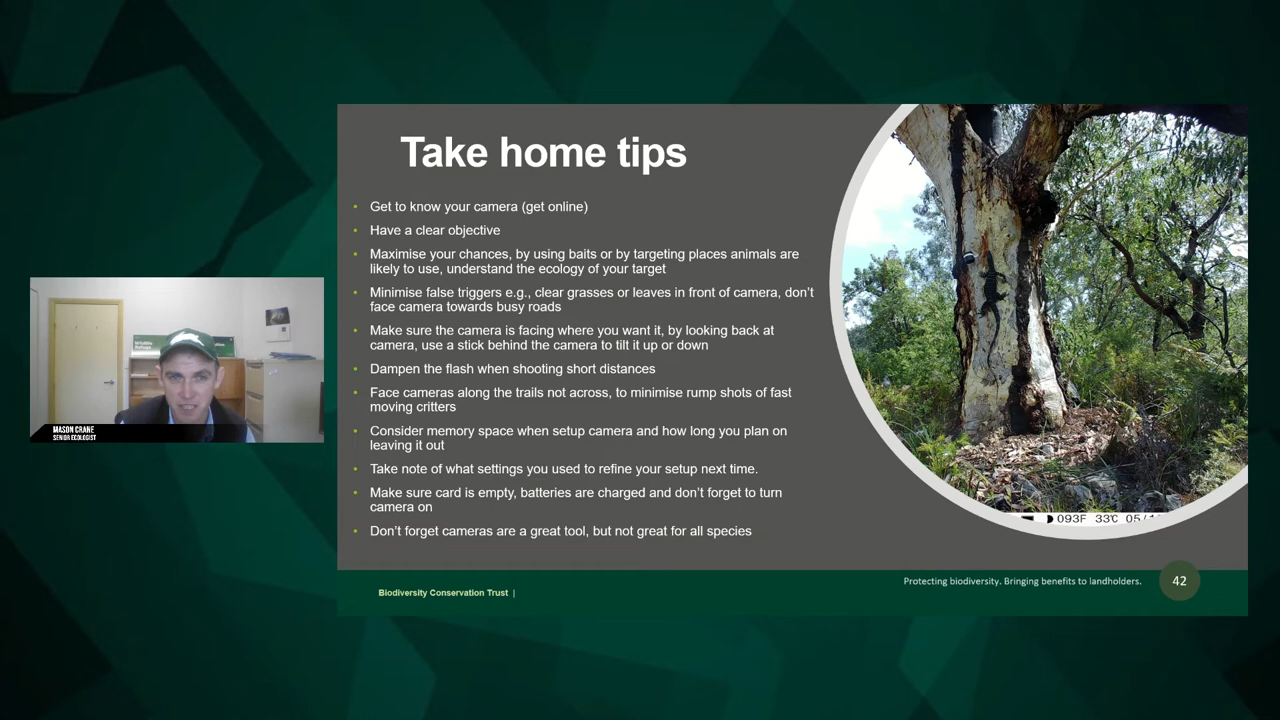 Take home tips
• Get to know your camera (get online)
• Have a clear objective
• Maximise your chances, by using baits or by targeting places animals are
likely to use, understand the ecology of your target
• Minimise false triggers e.g., clear grasses or leaves in front of camera, don’t
face camera towards busy roads
• Make sure the camera is facing where you want it, by looking back at
camera, use a stick behind the camera to tilt it up or down
• Dampen the flash when shooting short distances
• Face cameras along the trails not across, to minimise rump shots of fast
moving critters
• Consider memory space when setup camera and how long you plan on
leaving it out
• Take note of what settings you used to refine your setup next time.
• Make sure card is empty, batteries are charged and don’t forget to turn
camera on
• Don’t forget cameras are a great tool, but not great for all species
093F 33°C 05/
Protecting biodiversity. Bringing benefits to landholders.
42
Biodiversity Conservation Trust |
MASON CRANE
SENIOR ECOLOGIST